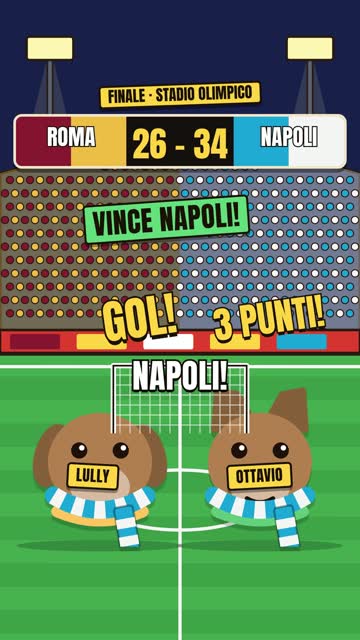 FINALE · STADIO OLIMPICO
ROMA
26 - 34
NAPOLI
VINCE NAPOLI!
GOL!
3 PUNTI!
NAPOLI!
LULLY
OTTAVIO